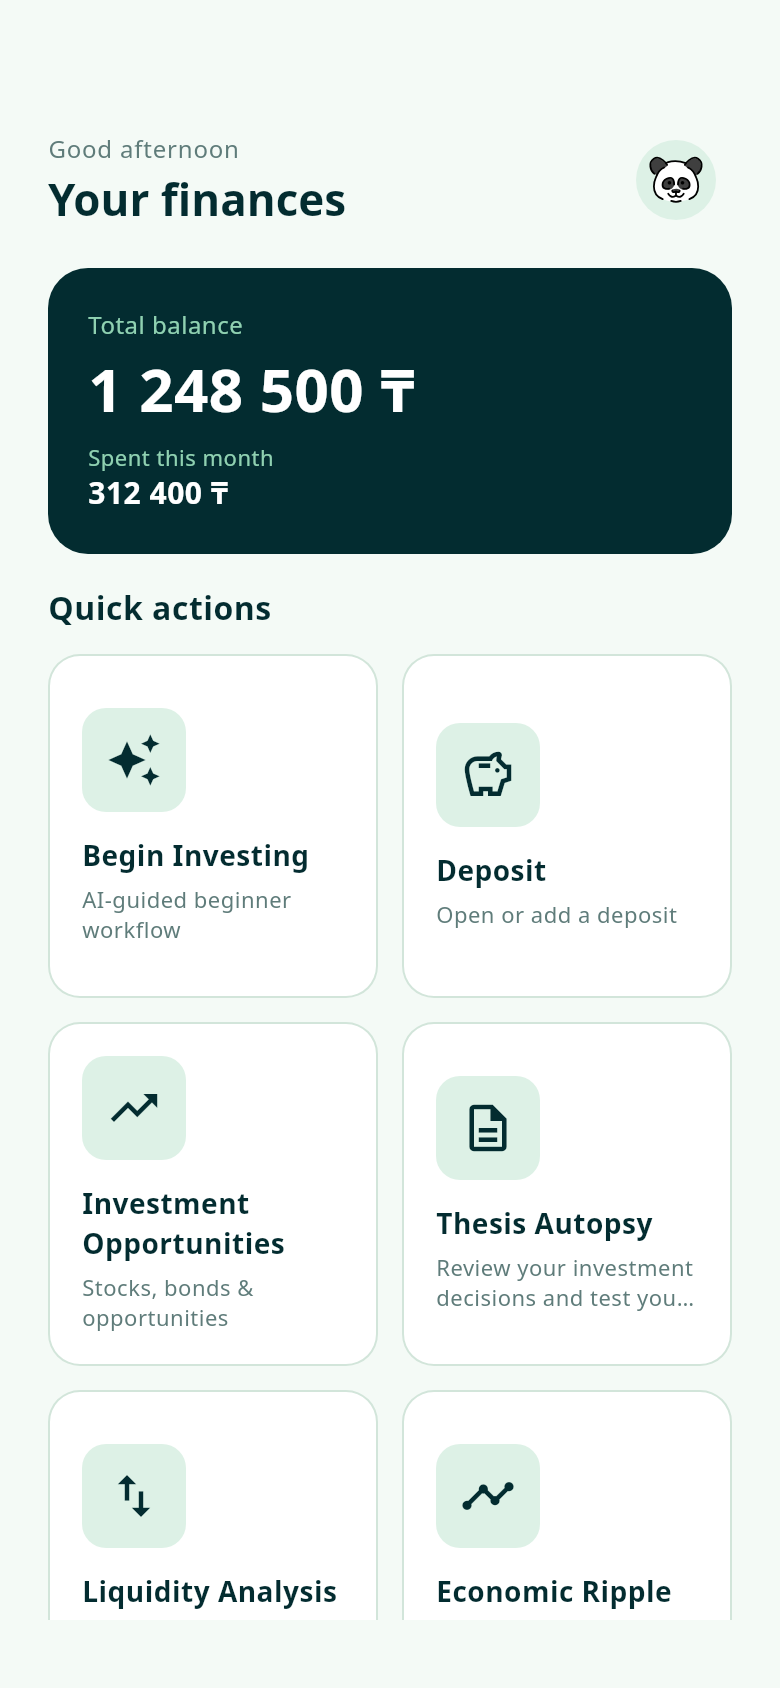 Good afternoon
Your finances
Total balance
1 248 500 ₸
Spent this month
312 400 ₸
Quick actions
Begin Investing
AI-guided beginner
workflow
Deposit
Open or add a deposit
Investment
Opportunities
Stocks, bonds &
opportunities
Thesis Autopsy
Review your investment
decisions and test you…
Liquidity Analysis
Economic Ripple